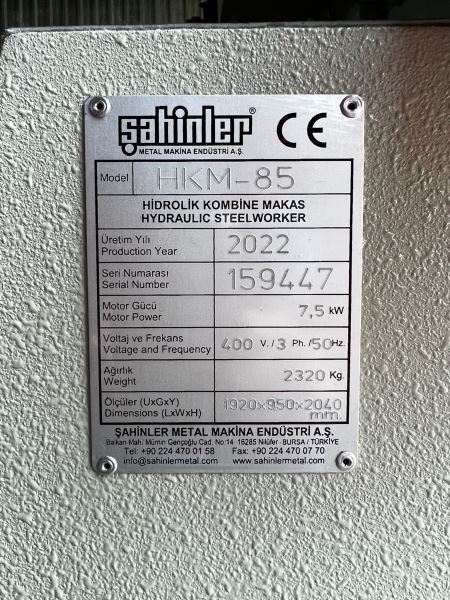 şahinler® CE
METAL MAKİNA ENDÜSTRİ A.Ş.
Model HKM-85
HİDROLİK KOMBİNE MAKAS
HYDRAULIC STEELWORKER
Üretim Yılı
Production Year 2022
Seri Numarası
Serial Number 159447
Motor Gücü
Motor Power 7,5 kW
Voltaj ve Frekans
Voltage and Frequency 400 V. / 3 Ph. / 50 Hz.
Ağırlık
Weight 2320 Kg.
Ölçüler (UxGxY)
Dimensions (LxWxH) 1920x950x2040 mm.
ŞAHİNLER METAL MAKİNA ENDÜSTRİ A.Ş.
Balkan Mah. Mümin Gençoğlu Cad. No:14 16285 Nilüfer - BURSA / TÜRKİYE
Tel: +90 224 470 01 58 Fax: +90 224 470 07 70
info@sahinlermetal.com www.sahinlermetal.com